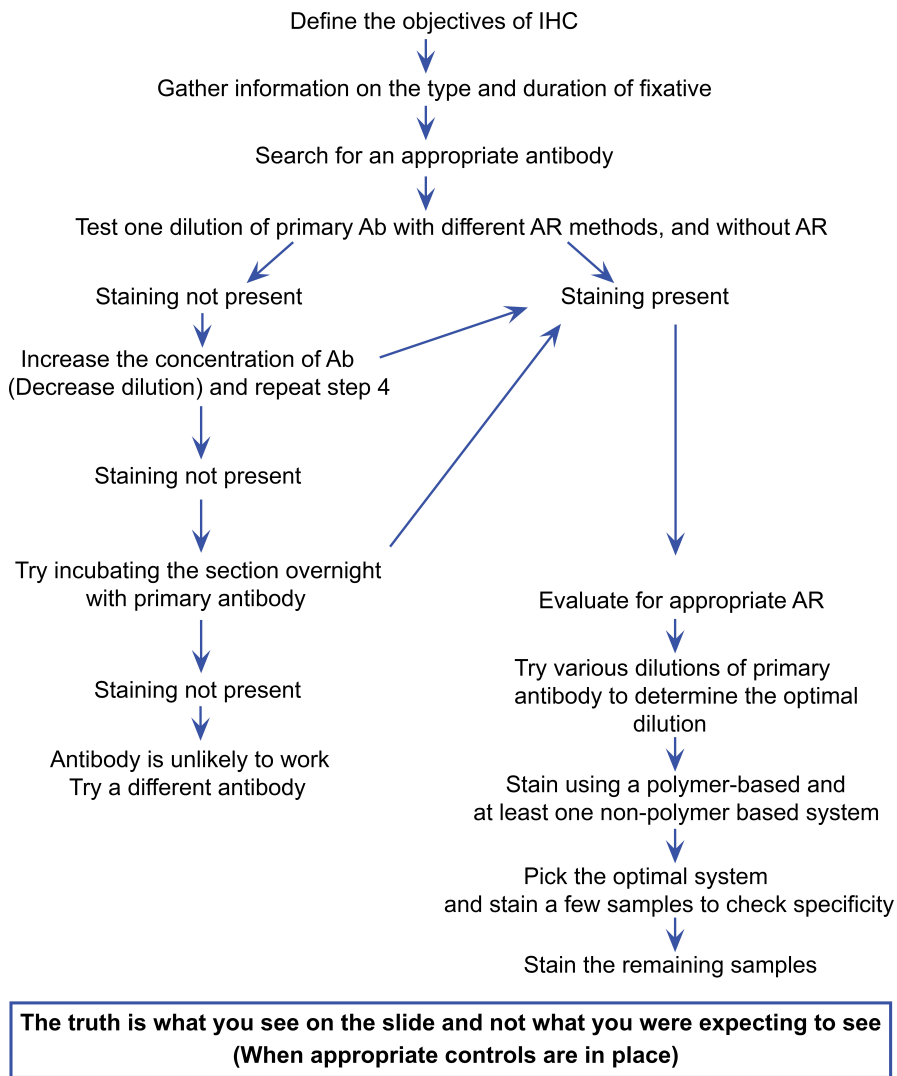 Define the objectives of IHC
Gather information on the type and duration of fixative
Search for an appropriate antibody
Test one dilution of primary Ab with different AR methods, and without AR
Staining not present
Increase the concentration of Ab
(Decrease dilution) and repeat step 4
Staining not present
Try incubating the section overnight
with primary antibody
Staining not present
Antibody is unlikely to work
Try a different antibody
Staining present
Evaluate for appropriate AR
Try various dilutions of primary
antibody to determine the optimal
dilution
Stain using a polymer-based and
at least one non-polymer based system
Pick the optimal system
and stain a few samples to check specificity
Stain the remaining samples
The truth is what you see on the slide and not what you were expecting to see
(When appropriate controls are in place)